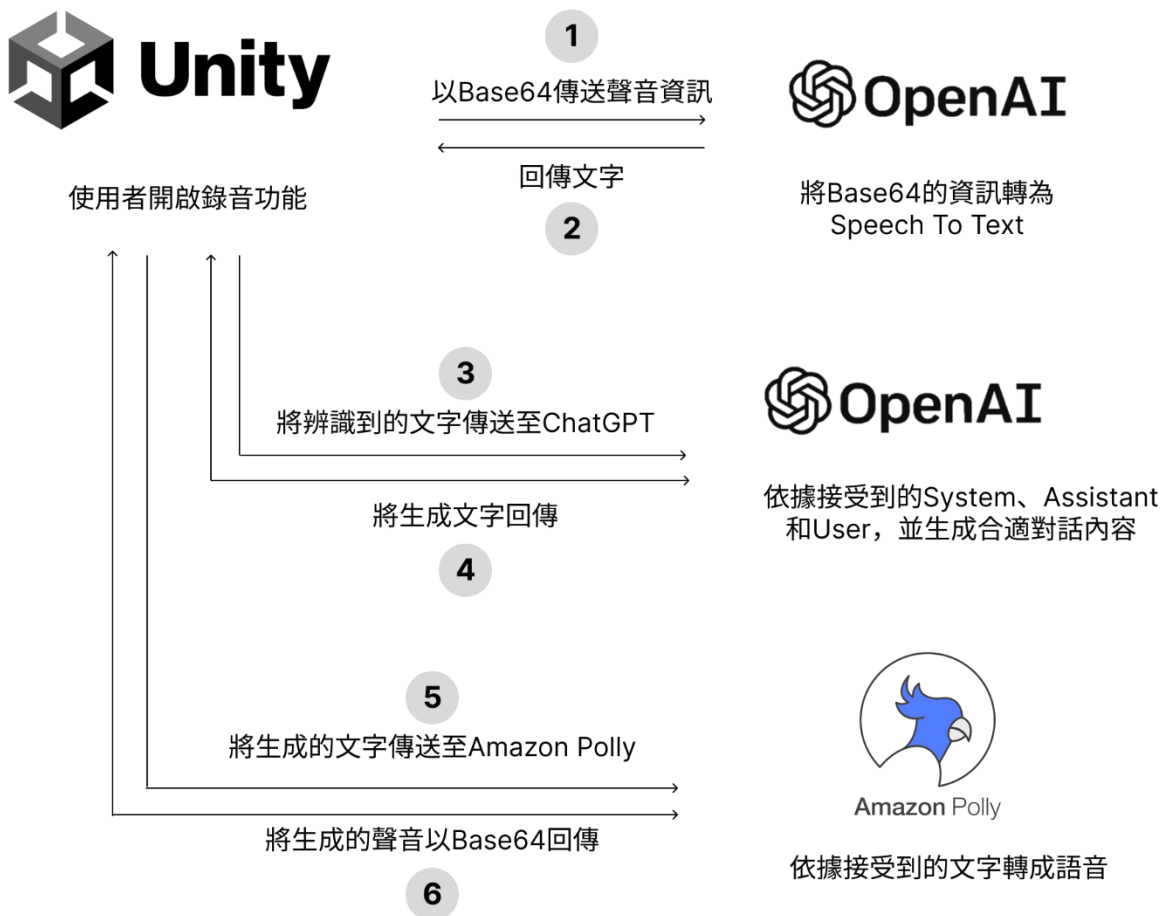 Unity
1
以Base64傳送聲音資訊
OpenAI
回傳文字
2
使用者開啟錄音功能
將Base64的資訊轉為
Speech To Text
3
將辨識到的文字傳送至ChatGPT
OpenAI
將生成文字回傳
4
依據接受到的System、Assistant
和User，並生成合適對話內容
5
將生成的文字傳送至Amazon Polly
Amazon Polly
將生成的聲音以Base64回傳
6
依據接受到的文字轉成語音